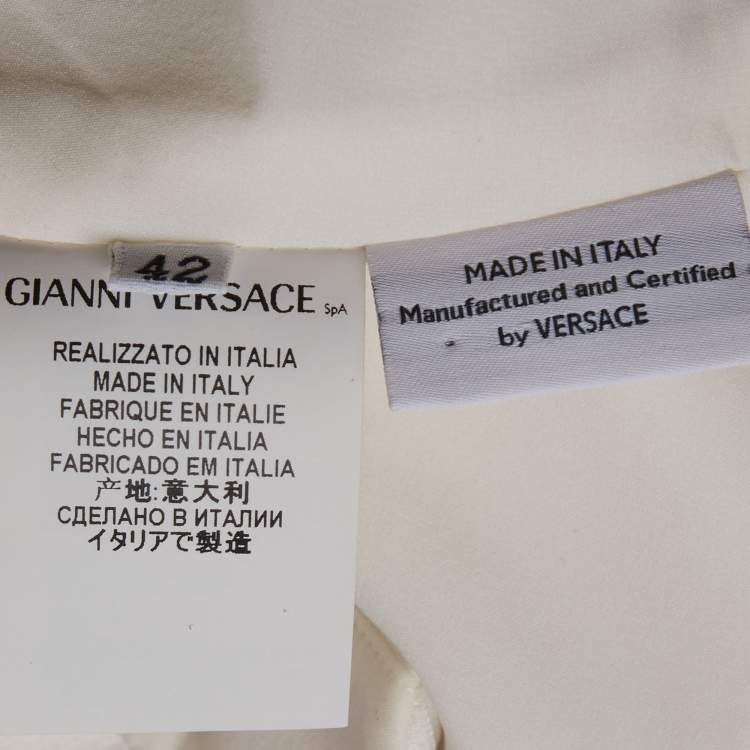 42
GIANNI VERSACE SpA
REALIZZATO IN ITALIA
MADE IN ITALY
FABRIQUE EN ITALIE
HECHO EN ITALIA
FABRICADO EM ITALIA
产地:意大利
СДЕЛАНО В ИТАЛИИ
イタリアで製造
MADE IN ITALY
Manufactured and Certified
by VERSACE